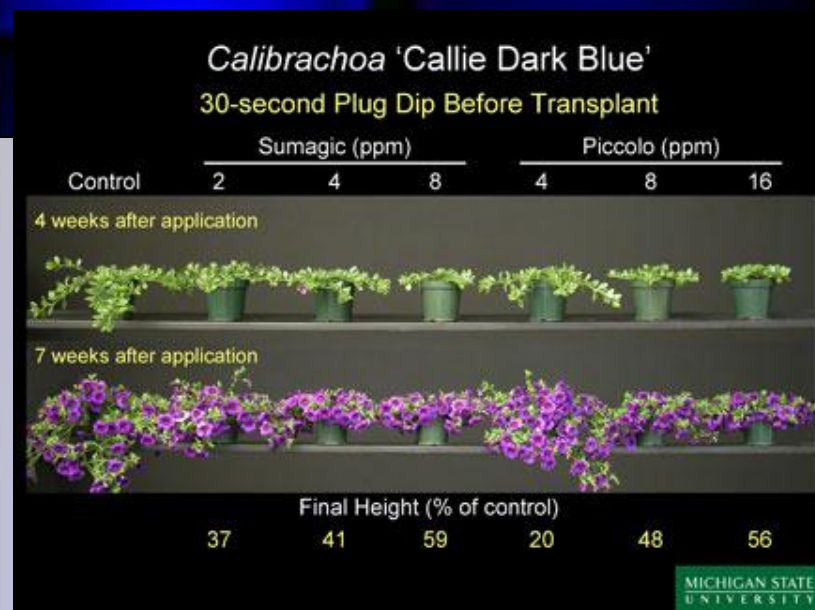 Calibrachoa ‘Callie Dark Blue’
30-second Plug Dip Before Transplant
Sumagic (ppm) Piccolo (ppm)
Control 2 4 8 4 8 16
4 weeks after application
7 weeks after application
Final Height (% of control)
37 41 59 20 48 56
MICHIGAN STATE
UNIVERSITY